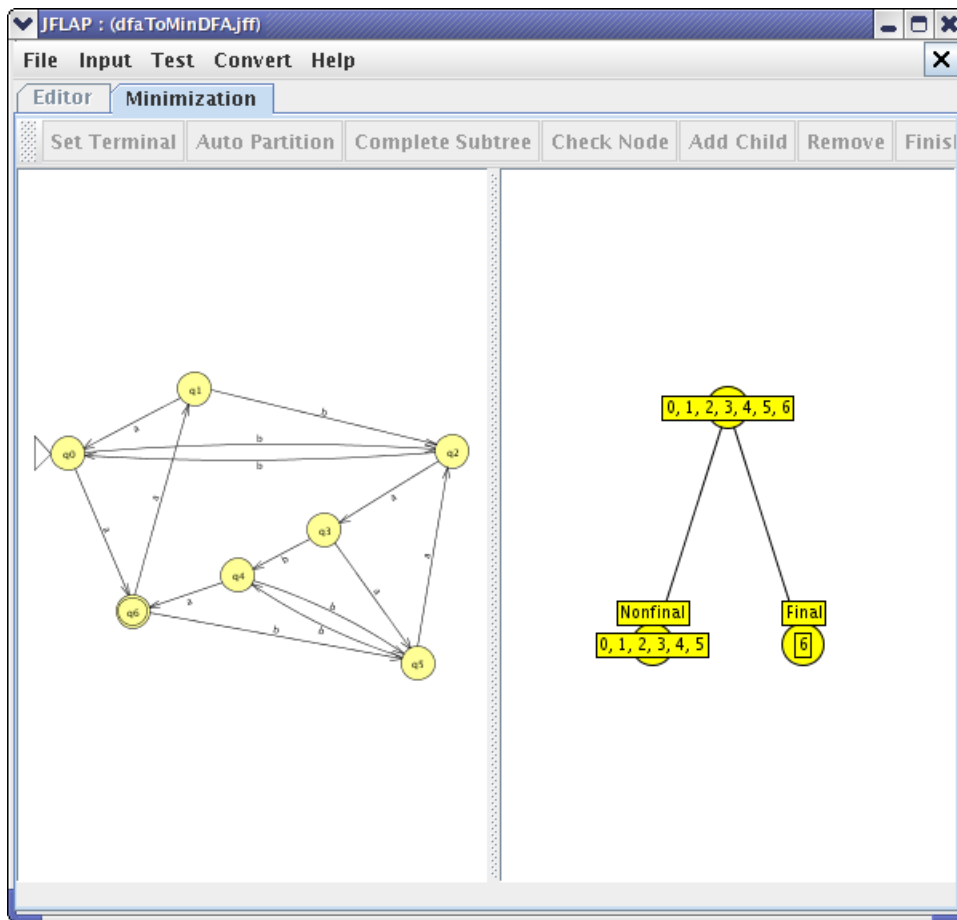 JFLAP : (dfaToMinDFA.jff)
File Input Test Convert Help
Editor Minimization
Set Terminal Auto Partition Complete Subtree Check Node Add Child Remove Finish
q1
b
a
b
q0
q2
b
a
a
a
q3
b
a
a
q4
a
b
q6
b
b
q5
0, 1, 2, 3, 4, 5, 6
Nonfinal Final
0, 1, 2, 3, 4, 5 6